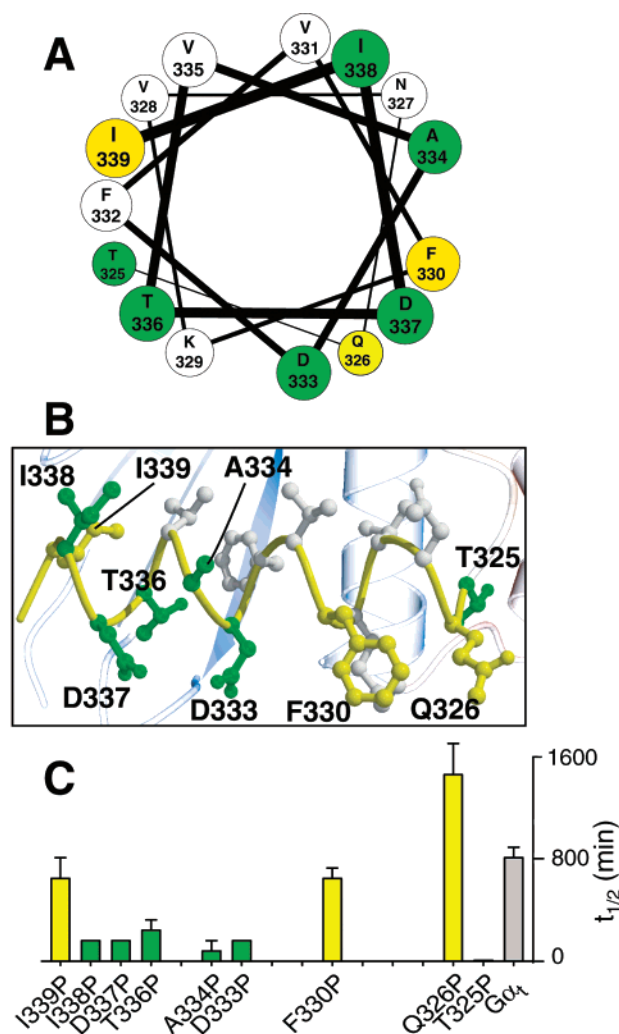 A
V
331
I
338
V
335
N
327
V
328
A
334
I
339
F
332
F
330
T
325
T
336
D
337
K
329
Q
326
D
333
B
I338
I339
A334
T336
T325
D337
D333
F330
Q326
C
1600
800
0
t1/2 (min)
I339P
I338P
D337P
T336P
A334P
D333P
F330P
Q326P
T325P
Gαt